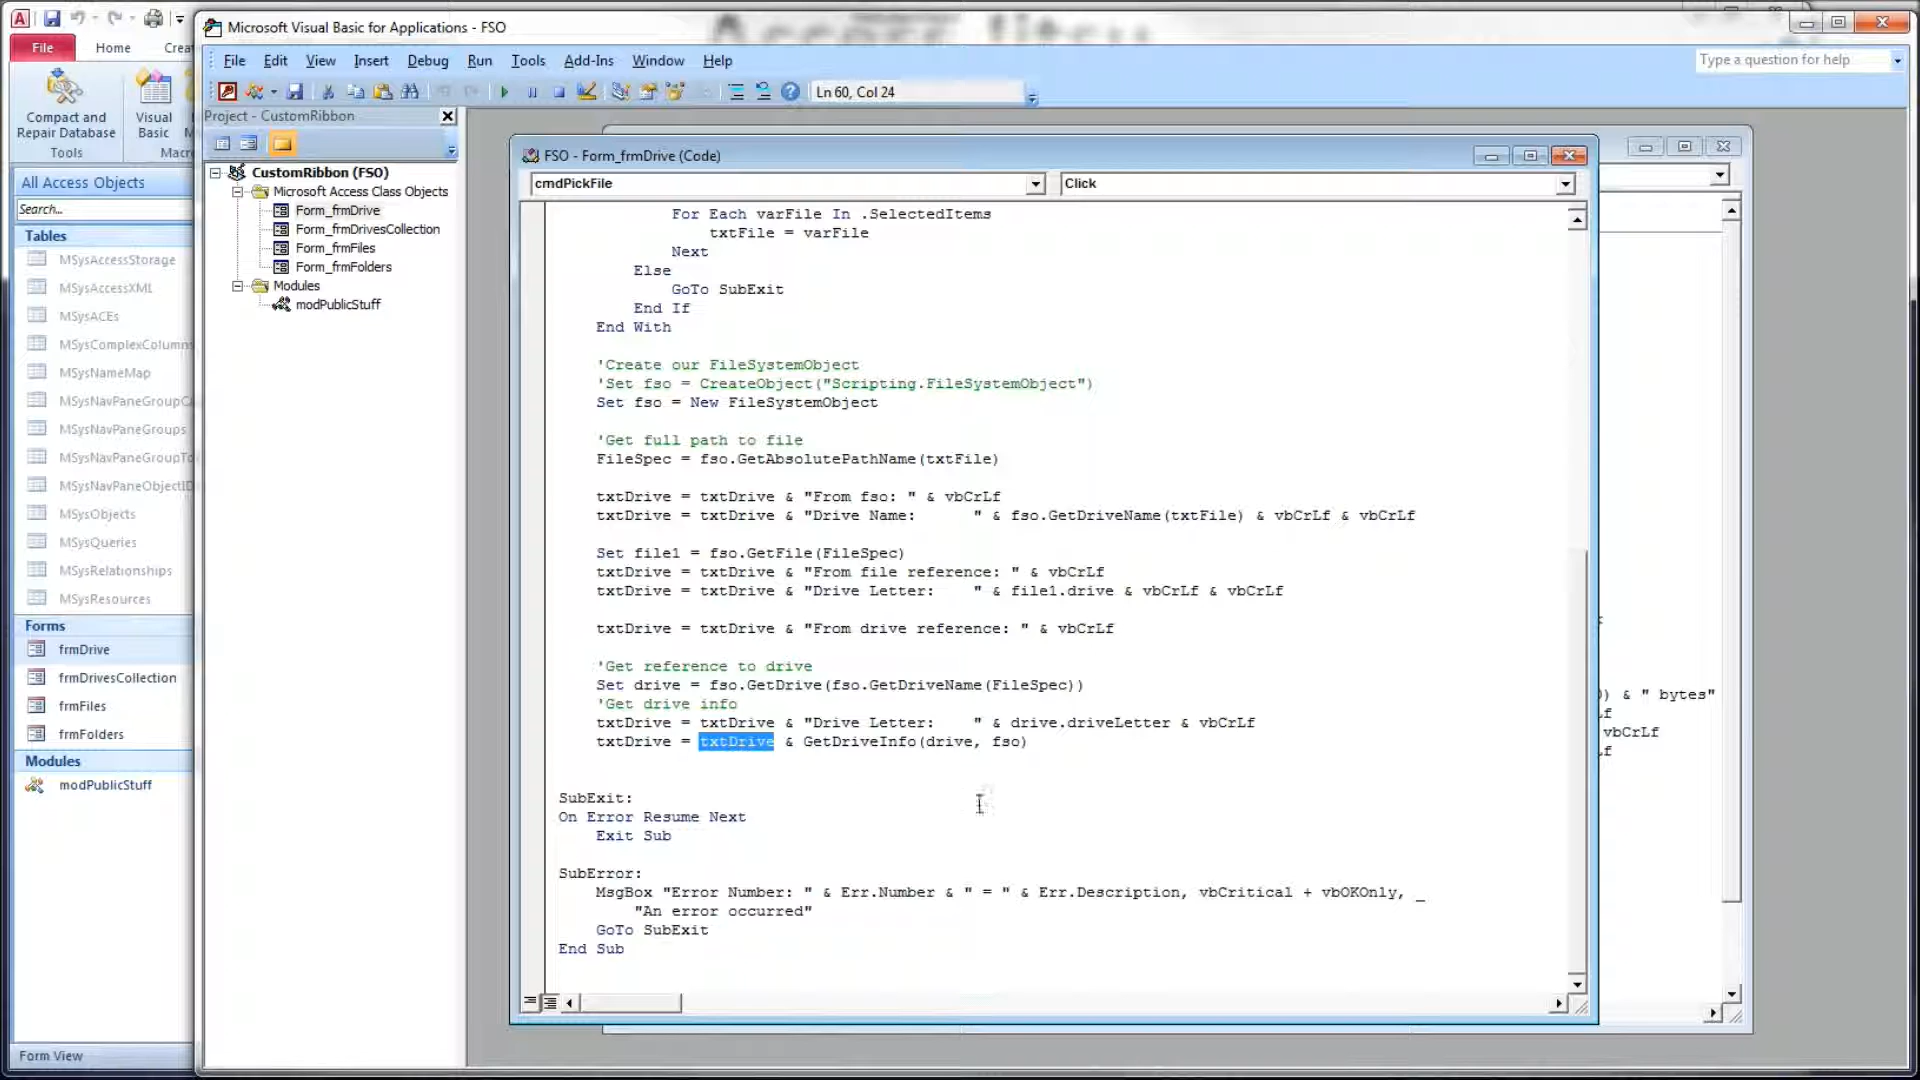 Microsoft Visual Basic for Applications - FSO
File
Home
File Edit View Insert Debug Run Tools Add-Ins Window Help
Type a question for help
Ln 60, Col 24
Compact and
Repair Database
Tools
Visual
Basic
Project - CustomRibbon
CustomRibbon (FSO)
Microsoft Access Class Objects
Form_frmDrive
Form_frmDrivesCollection
Form_frmFiles
Form_frmFolders
Modules
modPublicStuff
All Access Objects
Search...
Tables
MSysAccessStorage
MSysAccessXML
MSysACEs
MSysComplexColumns
MSysNameMap
MSysNavPaneGroupC
MSysNavPaneGroups
MSysNavPaneGroupTo
MSysNavPaneObjectID
MSysObjects
MSysQueries
MSysRelationships
MSysResources
Forms
frmDrive
frmDrivesCollection
frmFiles
frmFolders
Modules
modPublicStuff
Form View
FSO - Form_frmDrive (Code)
cmdPickFile
Click
For Each varFile In .SelectedItems
txtFile = varFile
Next
Else
GoTo SubExit
End If
End With
'Create our FileSystemObject
'Set fso = CreateObject("Scripting.FileSystemObject")
Set fso = New FileSystemObject
'Get full path to file
FileSpec = fso.GetAbsolutePathName(txtFile)
txtDrive = txtDrive & "From fso: " & vbCrLf
txtDrive = txtDrive & "Drive Name:      " & fso.GetDriveName(txtFile) & vbCrLf & vbCrLf
Set file1 = fso.GetFile(FileSpec)
txtDrive = txtDrive & "From file reference: " & vbCrLf
txtDrive = txtDrive & "Drive Letter:    " & file1.drive & vbCrLf & vbCrLf
txtDrive = txtDrive & "From drive reference: " & vbCrLf
'Get reference to drive
Set drive = fso.GetDrive(fso.GetDriveName(FileSpec))
'Get drive info
txtDrive = txtDrive & "Drive Letter:    " & drive.driveLetter & vbCrLf
txtDrive = txtDrive & GetDriveInfo(drive, fso)
SubExit:
On Error Resume Next
Exit Sub
SubError:
MsgBox "Error Number: " & Err.Number & " = " & Err.Description, vbCritical + vbOKOnly, _
"An error occurred"
GoTo SubExit
End Sub
) & " bytes"
vbCrLf